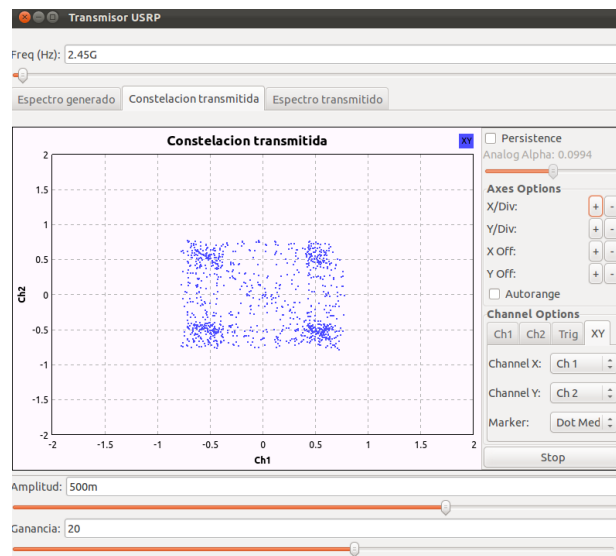 Transmisor USRP
Freq (Hz): 2.45G
Espectro generado Constelacion transmitida Espectro transmitido
Constelacion transmitida
XY
2
1.5
1
0.5
0
-0.5
-1
-1.5
-2
Ch2
-2 -1.5 -1 -0.5 0 0.5 1 1.5 2
Ch1
Persistence
Analog Alpha: 0.0994
Axes Options
X/Div: + -
Y/Div: + -
X Off: + -
Y Off: + -
Autorange
Channel Options
Ch1 Ch2 Trig XY
Channel X: Ch 1
Channel Y: Ch 2
Marker: Dot Med
Stop
Amplitud: 500m
Ganancia: 20